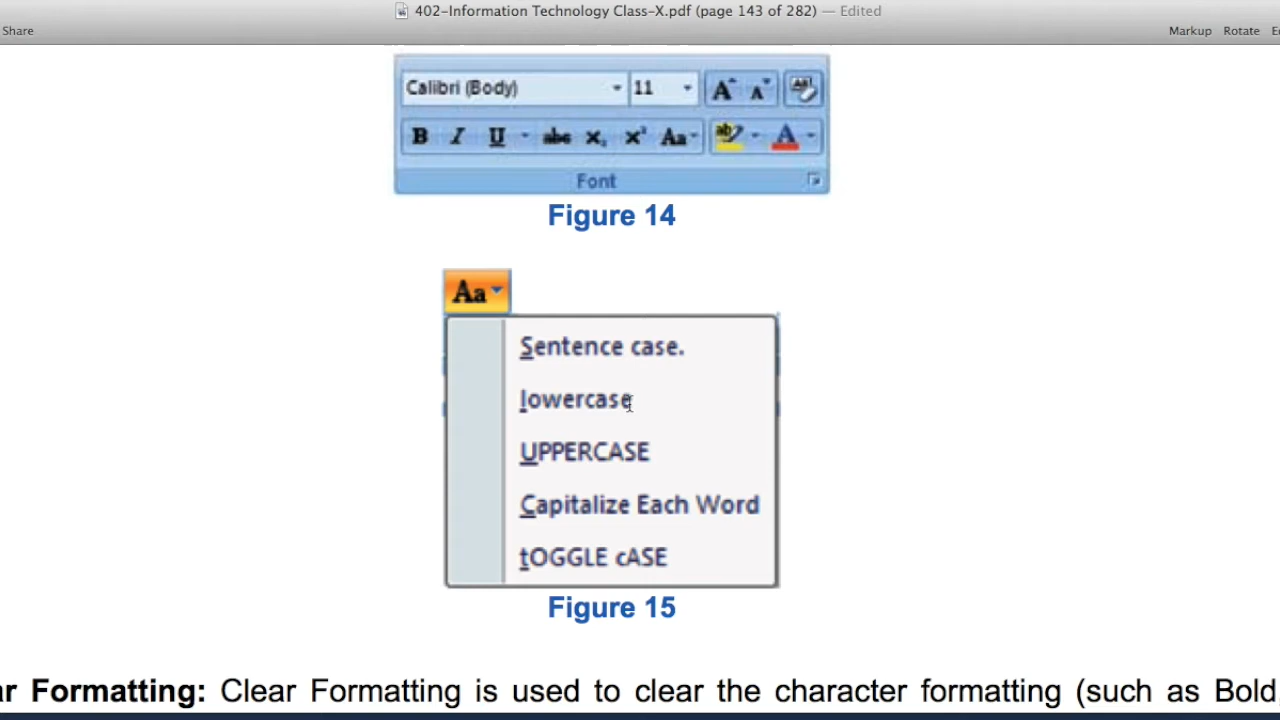 402-Information Technology Class-X.pdf (page 143 of 282) — Edited
Share
Markup Rotate
Calibri (Body) 11 A A
B I U abc x₂ x² Aa ab A
Font
Figure 14
Aa
Sentence case.
lowercase
UPPERCASE
Capitalize Each Word
tOGGLE cASE
Figure 15
Formatting: Clear Formatting is used to clear the character formatting (such as Bold